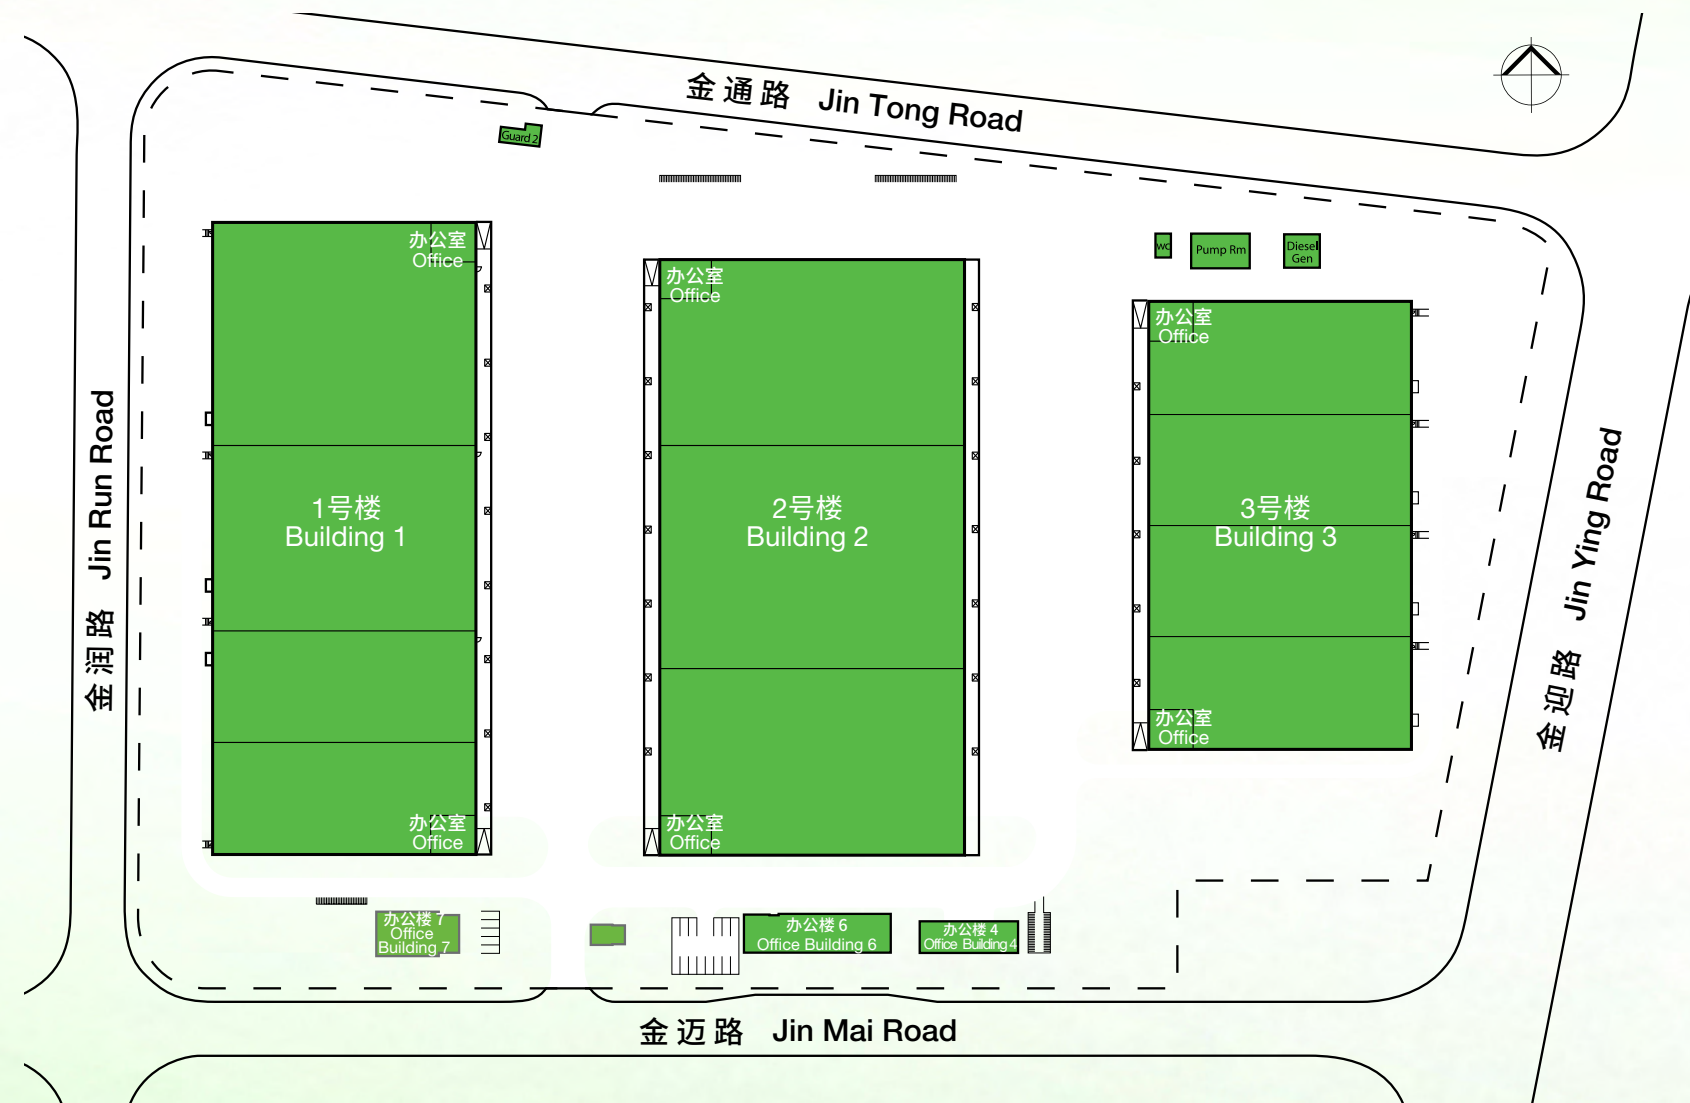 金通路 Jin Tong Road
Guard 2
办公室
Office
办公室
Office
WC
Pump Rm
Diesel
Gen
办公室
Office
金润路 Jin Run Road
1号楼
Building 1
2号楼
Building 2
3号楼
Building 3
金迎路 Jin Ying Road
办公室
Office
办公室
Office
办公室
Office
办公楼 7
Office
Building 7
办公楼 6
Office Building 6
办公楼 4
Office Building 4
金迈路 Jin Mai Road